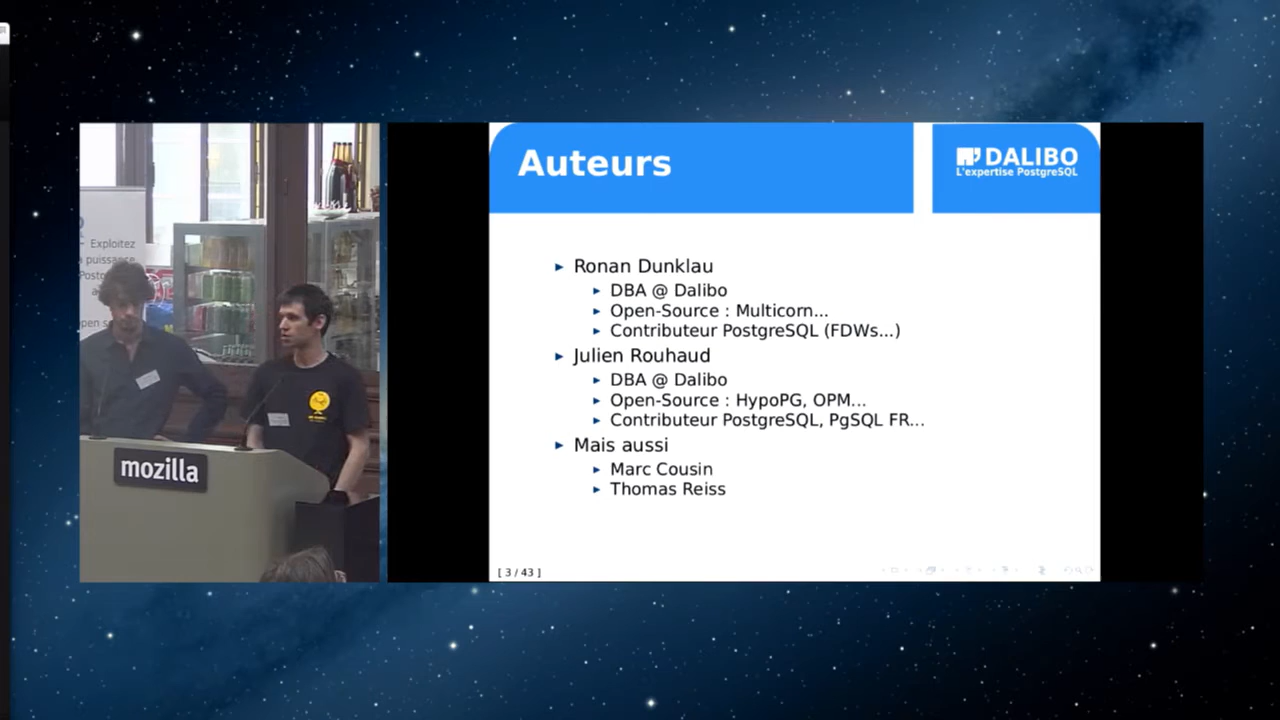 Exploitez
puissance
open s
mozilla
Auteurs
DALIBO
L'expertise PostgreSQL
Ronan Dunklau
DBA @ Dalibo
Open-Source : Multicorn...
Contributeur PostgreSQL (FDWs...)
Julien Rouhaud
DBA @ Dalibo
Open-Source : HypoPG, OPM...
Contributeur PostgreSQL, PgSQL FR...
Mais aussi
Marc Cousin
Thomas Reiss
[ 3 / 43 ]